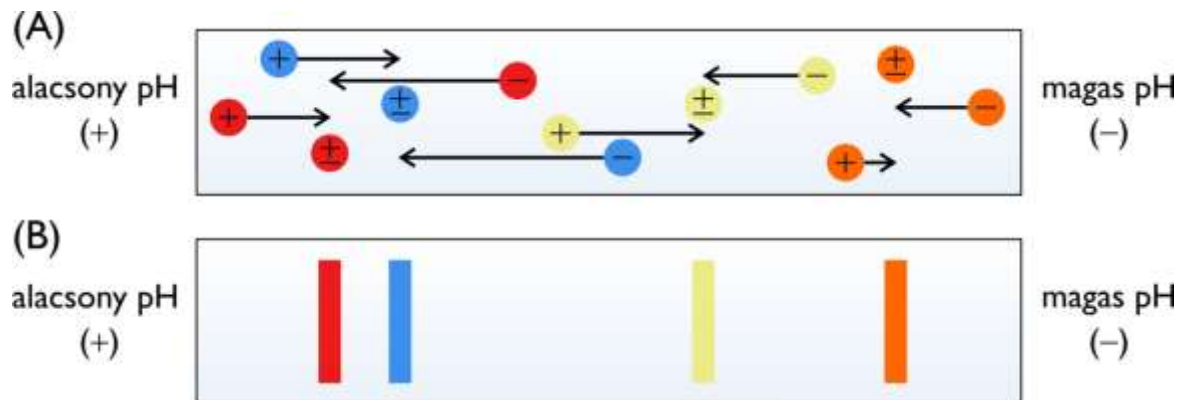 (A)
alacsony pH
(+)
+
−
+
−
+
±
±
±
±
+
−
−
+
magas pH
(−)
(B)
alacsony pH
(+)
magas pH
(−)